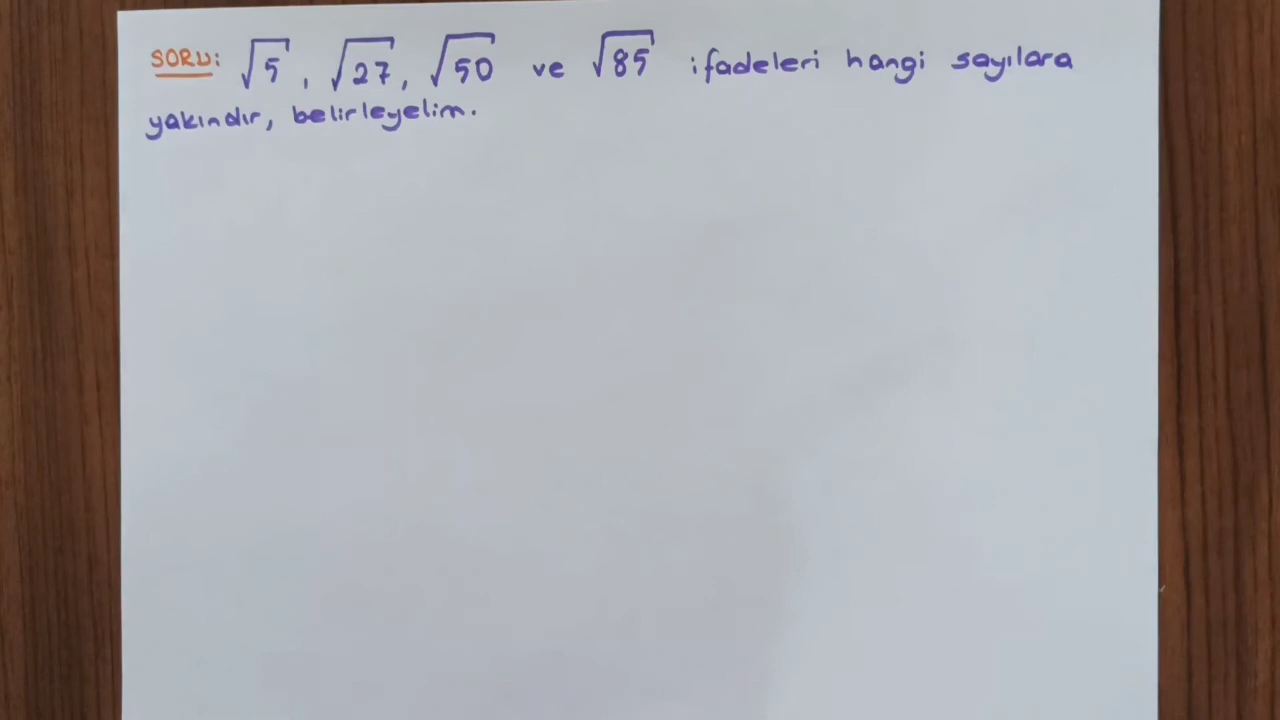 SORU: √5, √27, √50 ve √85 ifadeleri hangi sayılara
yakındır, belirleyelim.